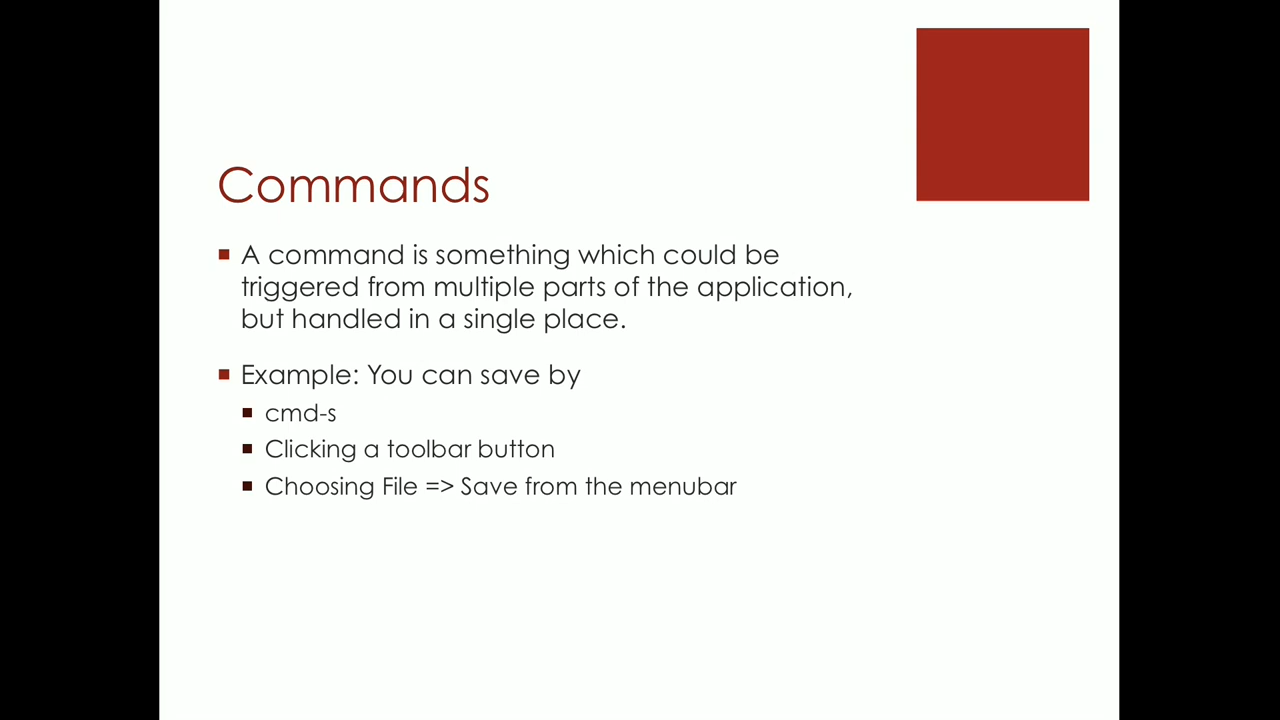 Commands
A command is something which could be
triggered from multiple parts of the application,
but handled in a single place.
Example: You can save by
cmd-s
Clicking a toolbar button
Choosing File => Save from the menubar